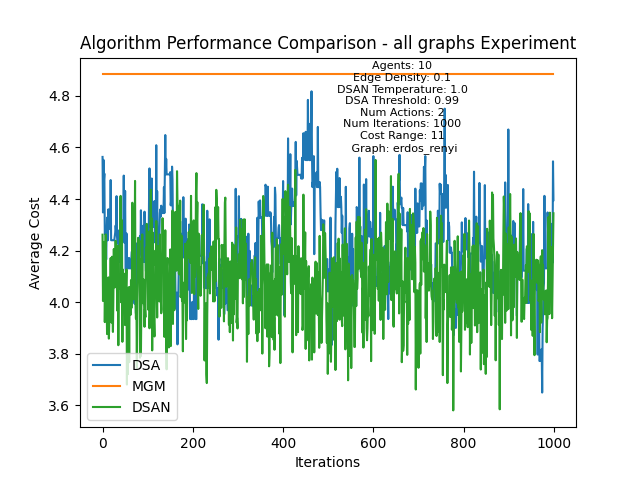 Algorithm Performance Comparison - all graphs Experiment
Agents: 10
Edge Density: 0.1
DSAN Temperature: 1.0
DSA Threshold: 0.99
Num Actions: 2
Num Iterations: 1000
Cost Range: 11
Graph: erdos_renyi
Average Cost
4.8
4.6
4.4
4.2
4.0
3.8
3.6
DSA
MGM
DSAN
0
200
400
600
800
1000
Iterations